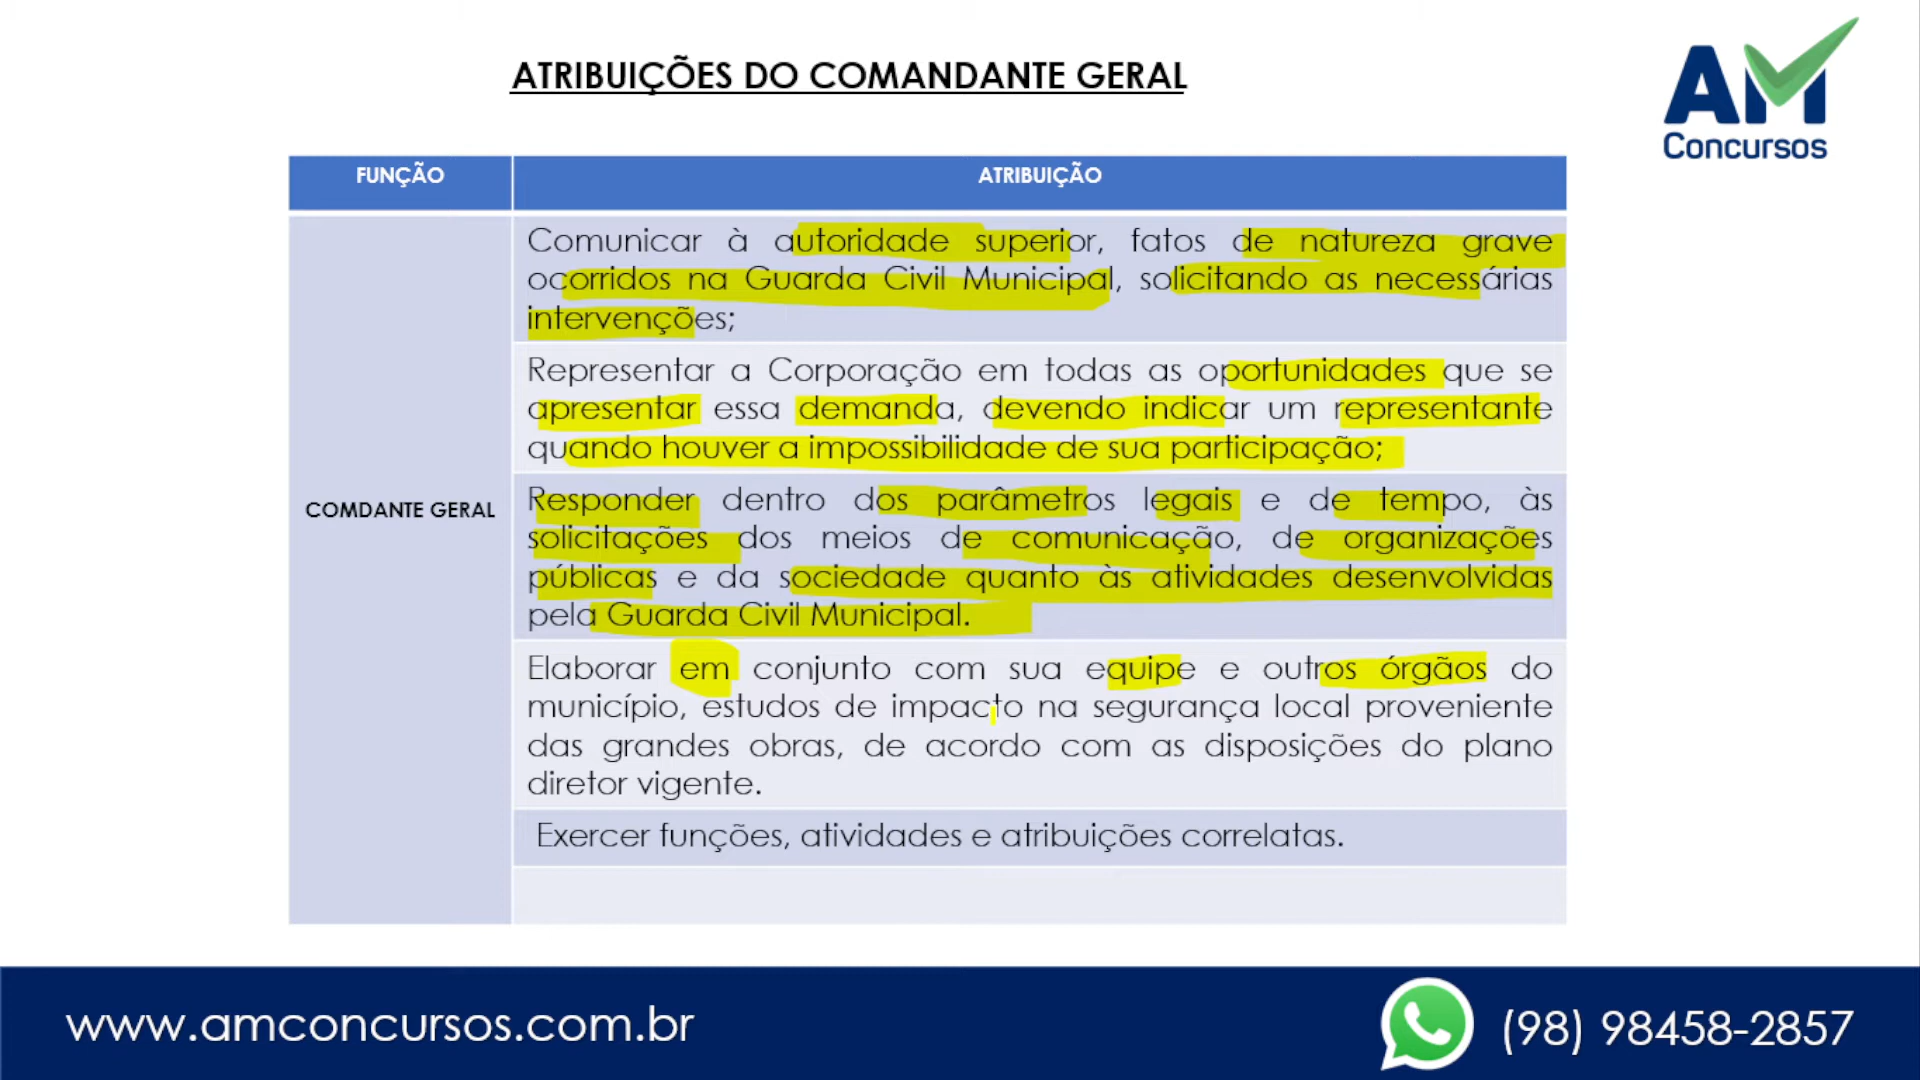 ATRIBUIÇÕES DO COMANDANTE GERAL
AM
Concursos
FUNÇÃO
ATRIBUIÇÃO
COMDANTE GERAL
Comunicar à autoridade superior, fatos de natureza grave
ocorridos na Guarda Civil Municipal, solicitando as necessárias
intervenções;
Representar a Corporação em todas as oportunidades que se
apresentar essa demanda, devendo indicar um representante
quando houver a impossibilidade de sua participação;
Responder dentro dos parâmetros legais e de tempo, às
solicitações dos meios de comunicação, de organizações
públicas e da sociedade quanto às atividades desenvolvidas
pela Guarda Civil Municipal.
Elaborar em conjunto com sua equipe e outros órgãos do
município, estudos de impacto na segurança local proveniente
das grandes obras, de acordo com as disposições do plano
diretor vigente.
Exercer funções, atividades e atribuições correlatas.
www.amconcursos.com.br
(98) 98458-2857